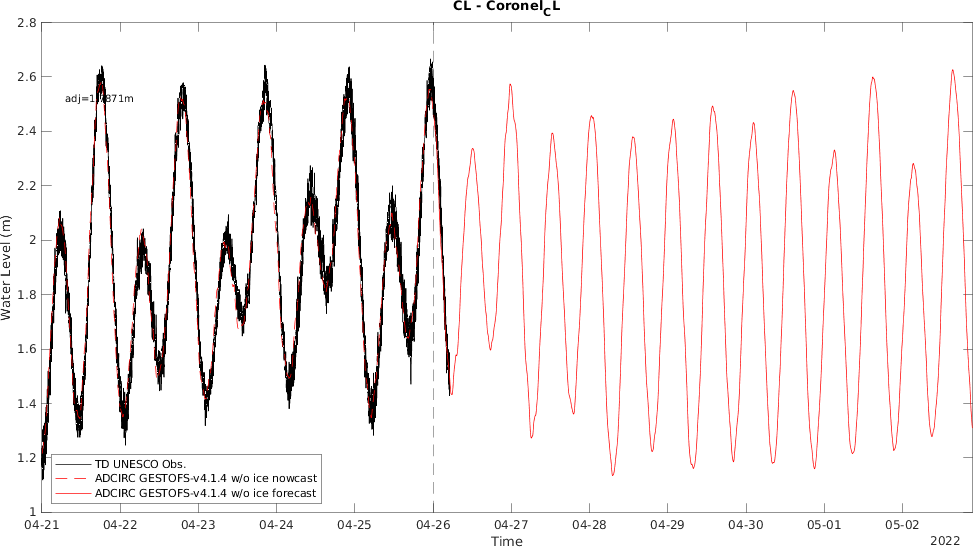 CL - Coronel_CL
2.8
2.6
2.4
2.2
2
1.8
1.6
1.4
1.2
1
Water Level (m)
TD UNESCO Obs.
ADCIRC GESTOFS-v4.1.4 w/o ice nowcast
ADCIRC GESTOFS-v4.1.4 w/o ice forecast
04-21 04-22 04-23 04-24 04-25 04-26 04-27 04-28 04-29 04-30 05-01 05-02
Time
2022